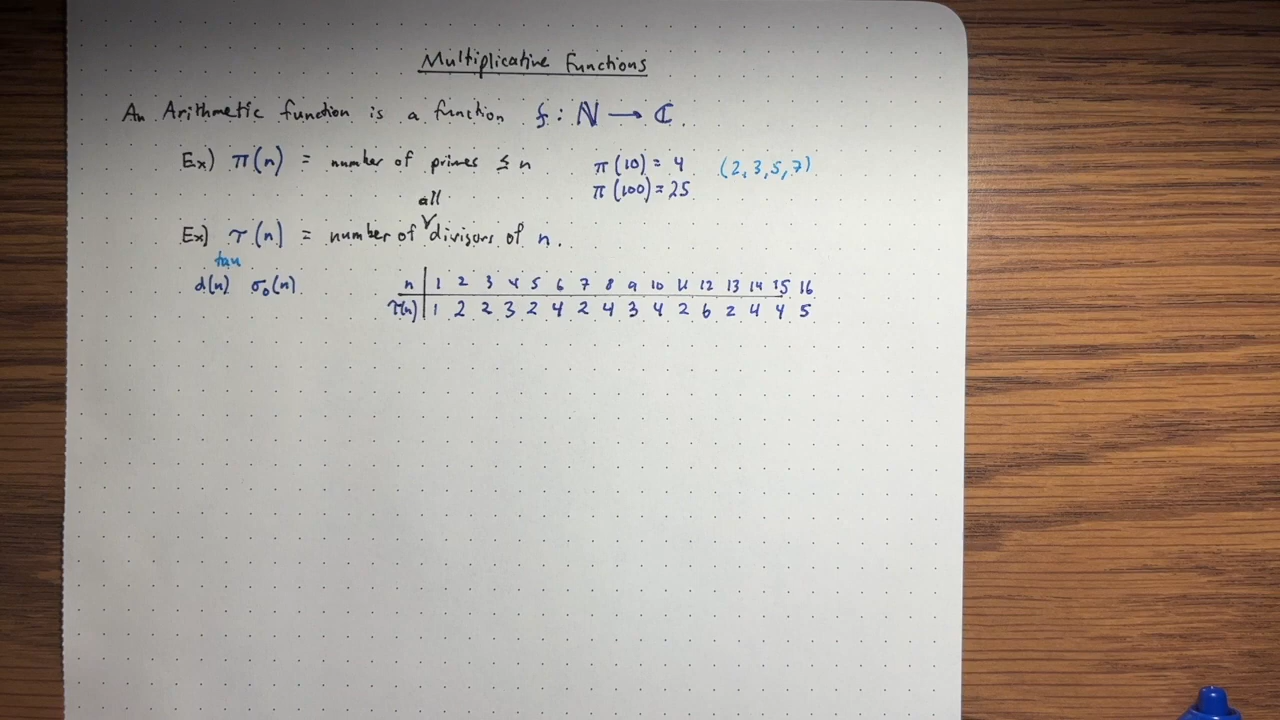 Multiplicative Functions
An Arithmetic function is a function f : ℕ → ℂ.
Ex) π(n) = number of primes ≤ n π(10) = 4 (2, 3, 5, 7)
π(100) = 25
all
Ex) τ(n) = number of divisors of n.
tau
d(n) σ₀(n) n 1 2 3 4 5 6 7 8 9 10 11 12 13 14 15 16
τ(n) 1 2 2 3 2 4 2 4 3 4 2 6 2 4 4 5